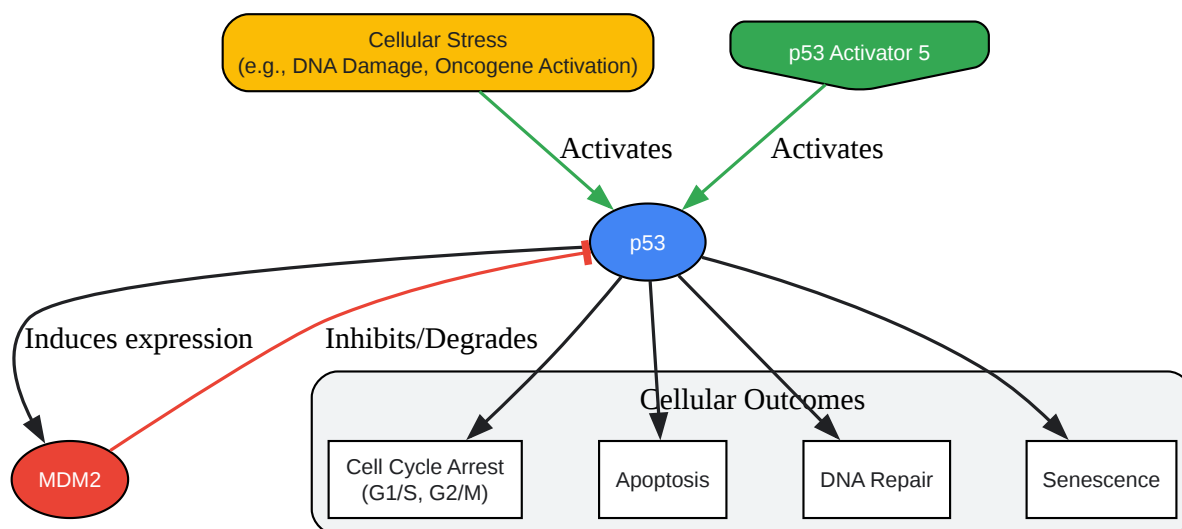 Cellular Stress
(e.g., DNA Damage, Oncogene Activation)
p53 Activator 5
Activates
Activates
p53
Induces expression
Inhibits/Degrades
Cellular Outcomes
MDM2
Cell Cycle Arrest
(G1/S, G2/M)
Apoptosis
DNA Repair
Senescence